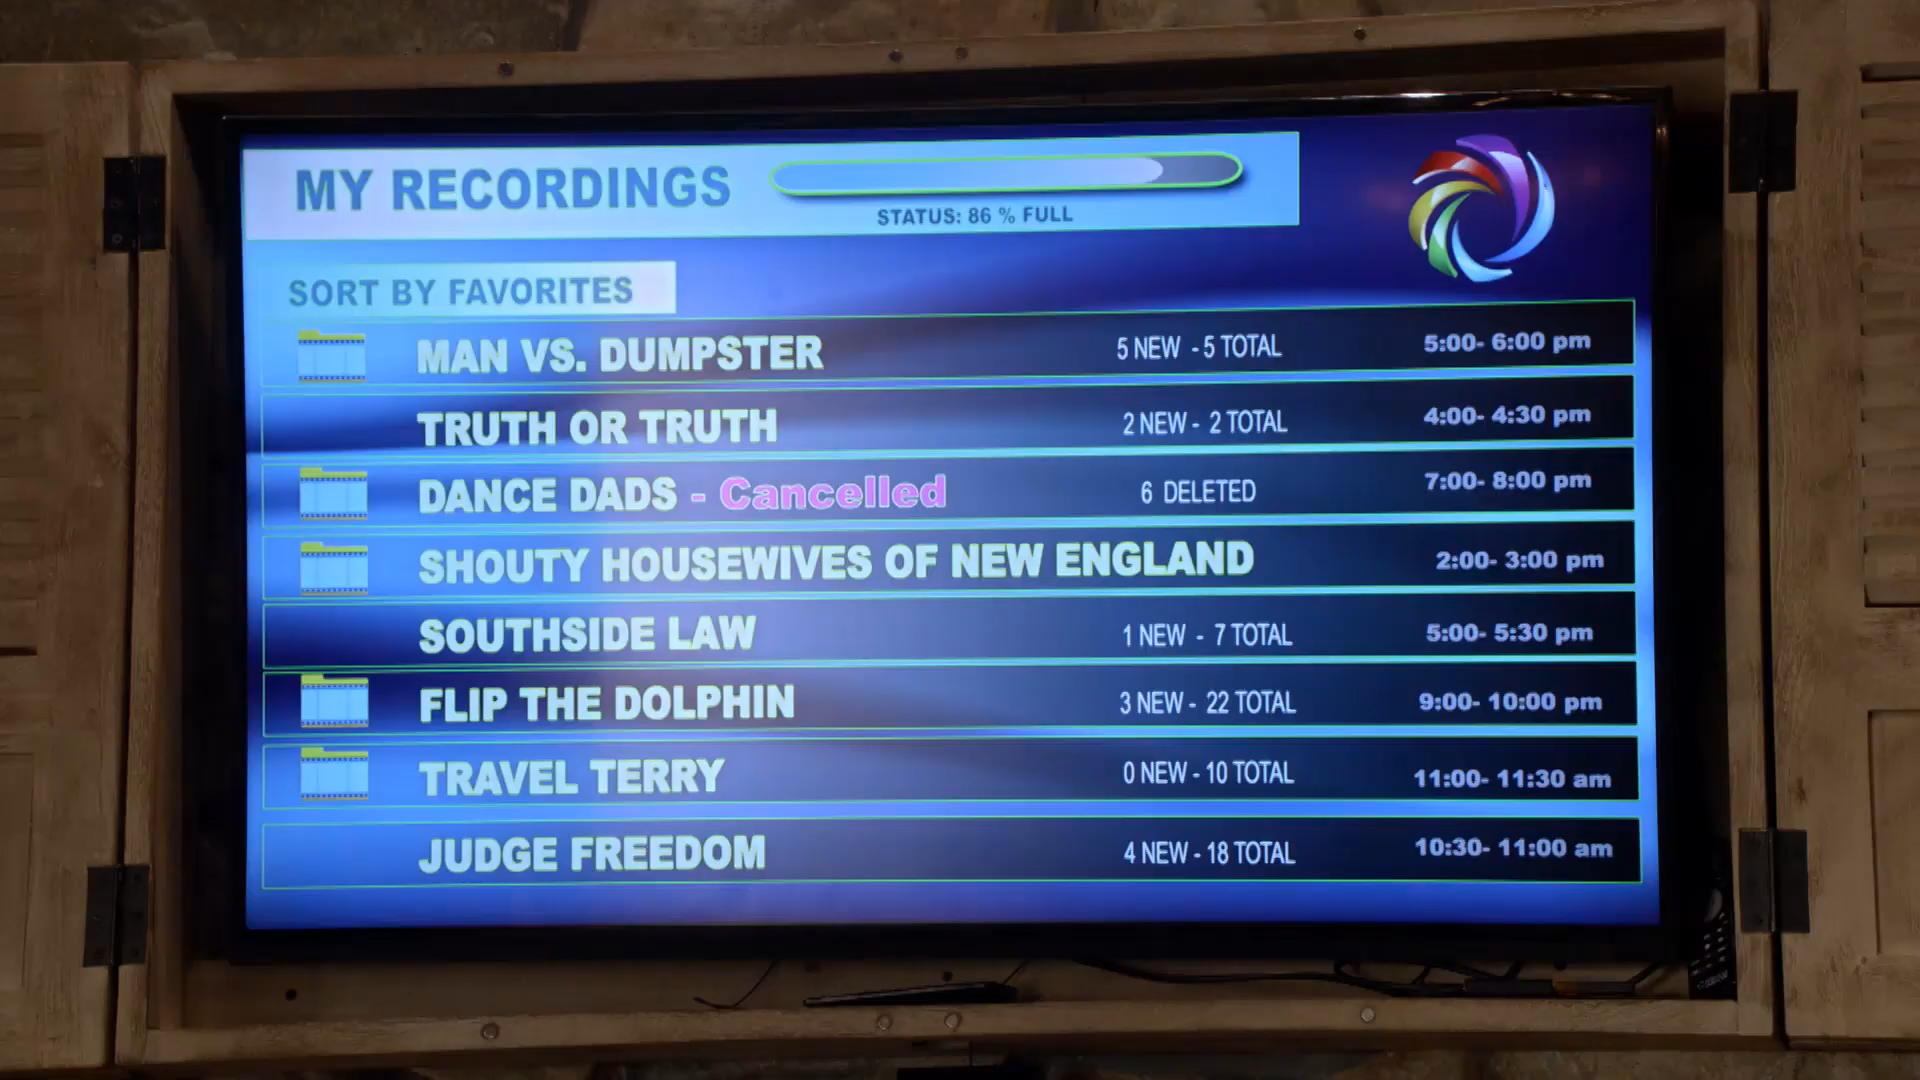 MY RECORDINGS
STATUS: 86 % FULL
SORT BY FAVORITES
MAN VS. DUMPSTER 5 NEW - 5 TOTAL 5:00- 6:00 pm
TRUTH OR TRUTH 2 NEW - 2 TOTAL 4:00- 4:30 pm
DANCE DADS - Cancelled 6 DELETED 7:00- 8:00 pm
SHOUTY HOUSEWIVES OF NEW ENGLAND 2:00- 3:00 pm
SOUTHSIDE LAW 1 NEW - 7 TOTAL 5:00- 5:30 pm
FLIP THE DOLPHIN 3 NEW - 22 TOTAL 9:00- 10:00 pm
TRAVEL TERRY 0 NEW - 10 TOTAL 11:00- 11:30 am
JUDGE FREEDOM 4 NEW - 18 TOTAL 10:30- 11:00 am